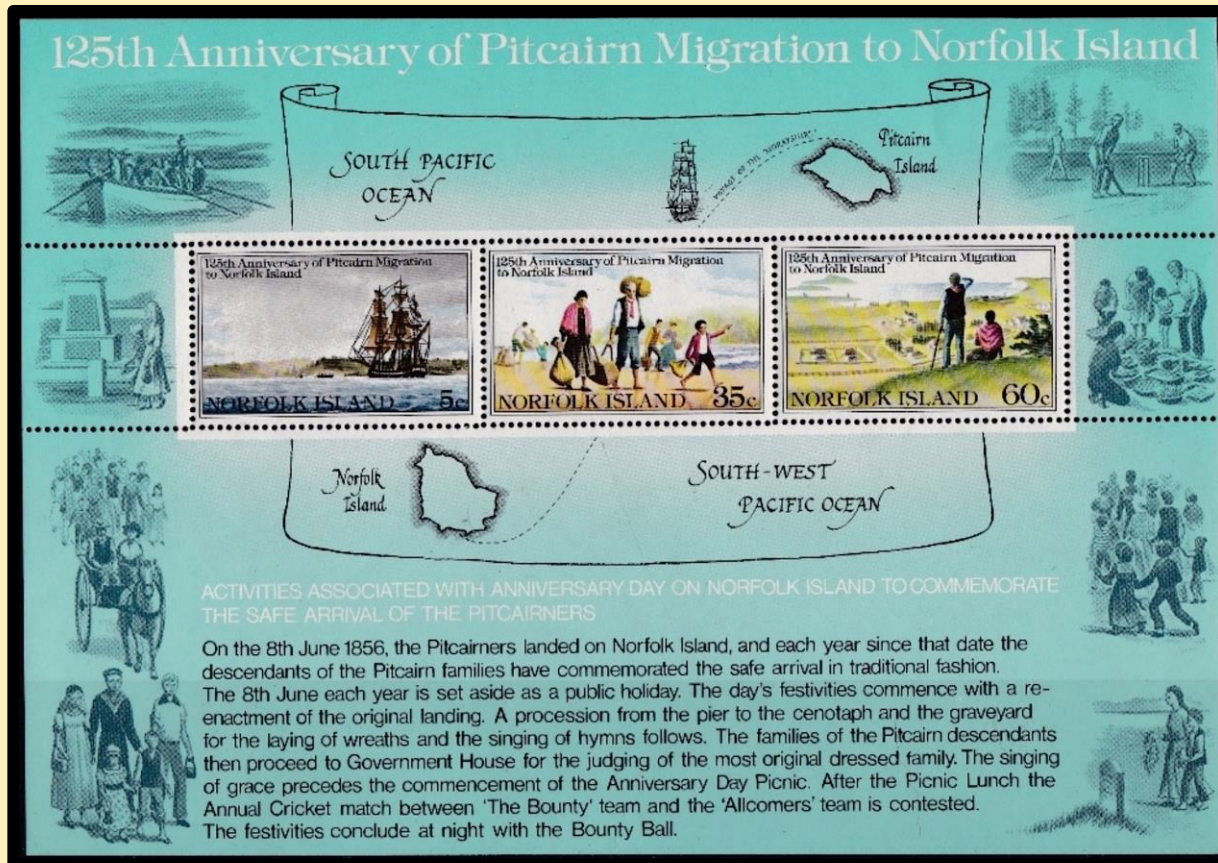 125th Anniversary of Pitcairn Migration to Norfolk Island
SOUTH PACIFIC
OCEAN
VOYAGE OF THE MORAYSHIRE
Pitcairn
Island
125th Anniversary of Pitcairn Migration
to Norfolk Island
NORFOLK ISLAND 5c
125th Anniversary of Pitcairn Migration
to Norfolk Island
NORFOLK ISLAND 35c
125th Anniversary of Pitcairn Migration
to Norfolk Island
NORFOLK ISLAND 60c
Norfolk
Island
SOUTH-WEST
PACIFIC OCEAN
ACTIVITIES ASSOCIATED WITH ANNIVERSARY DAY ON NORFOLK ISLAND TO COMMEMORATE
THE SAFE ARRIVAL OF THE PITCAIRNERS
On the 8th June 1856, the Pitcairners landed on Norfolk Island, and each year since that date the
descendants of the Pitcairn families have commemorated the safe arrival in traditional fashion.
The 8th June each year is set aside as a public holiday. The day's festivities commence with a re-
enactment of the original landing. A procession from the pier to the cenotaph and the graveyard
for the laying of wreaths and the singing of hymns follows. The families of the Pitcairn descendants
then proceed to Government House for the judging of the most original dressed family. The singing
of grace precedes the commencement of the Anniversary Day Picnic. After the Picnic Lunch the
Annual Cricket match between 'The Bounty' team and the 'Allcomers' team is contested.
The festivities conclude at night with the Bounty Ball.